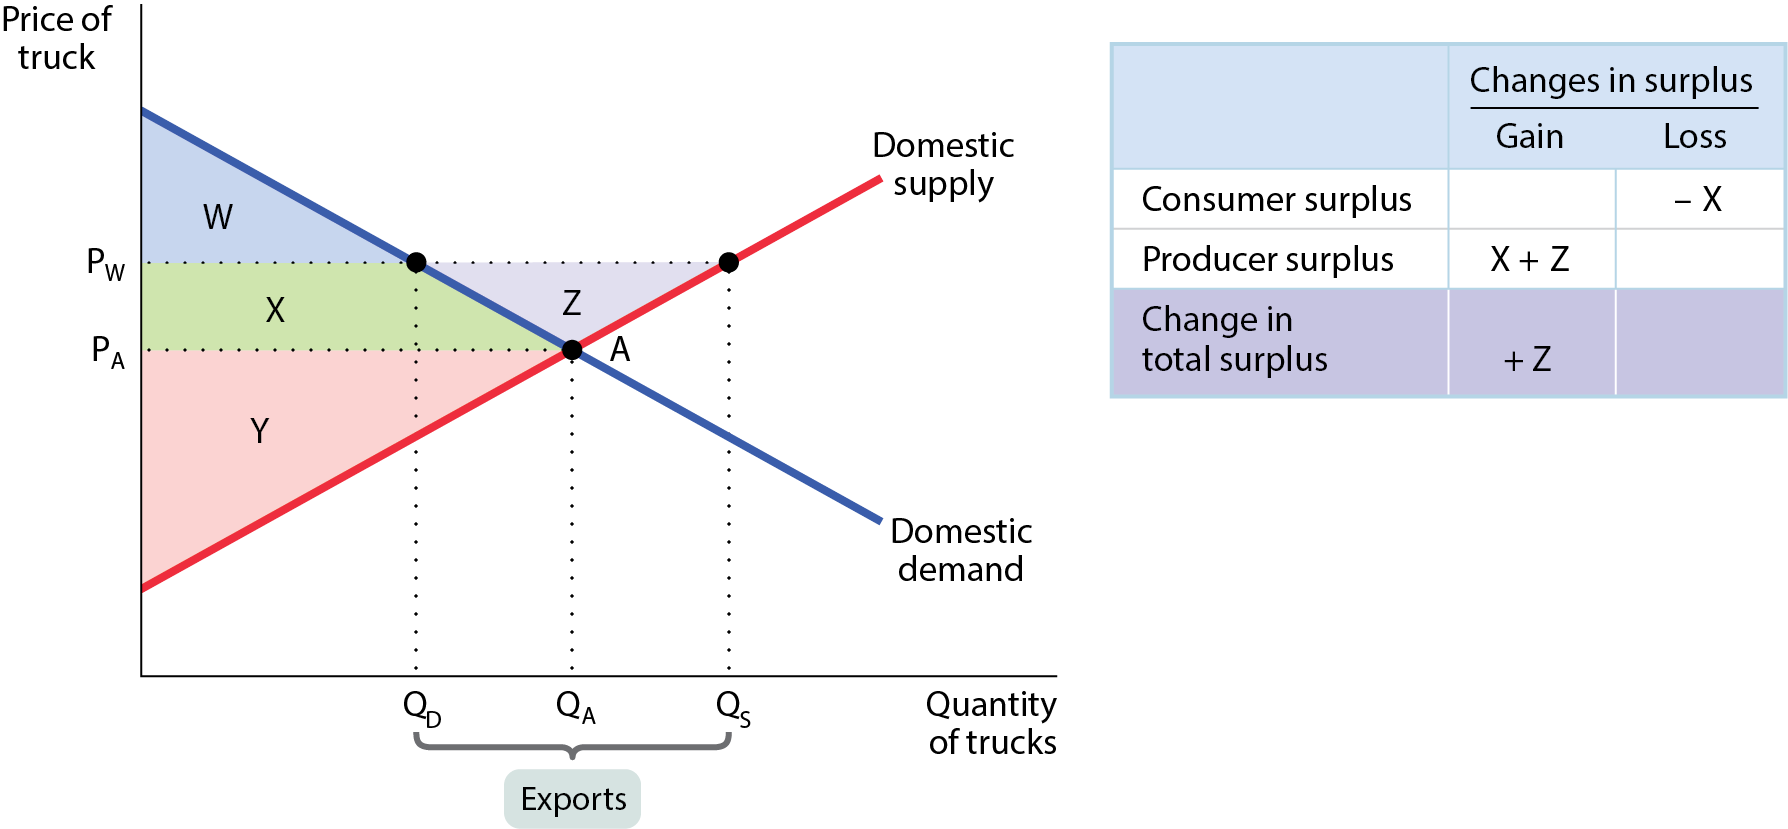 Price of
truck
W
P_W
X
Z
P_A
A
Y
Domestic
supply
Domestic
demand
Q_D
Q_A
Q_S
Quantity
of trucks
Exports
Changes in surplus
Gain Loss
Consumer surplus – X
Producer surplus X + Z
Change in
total surplus + Z